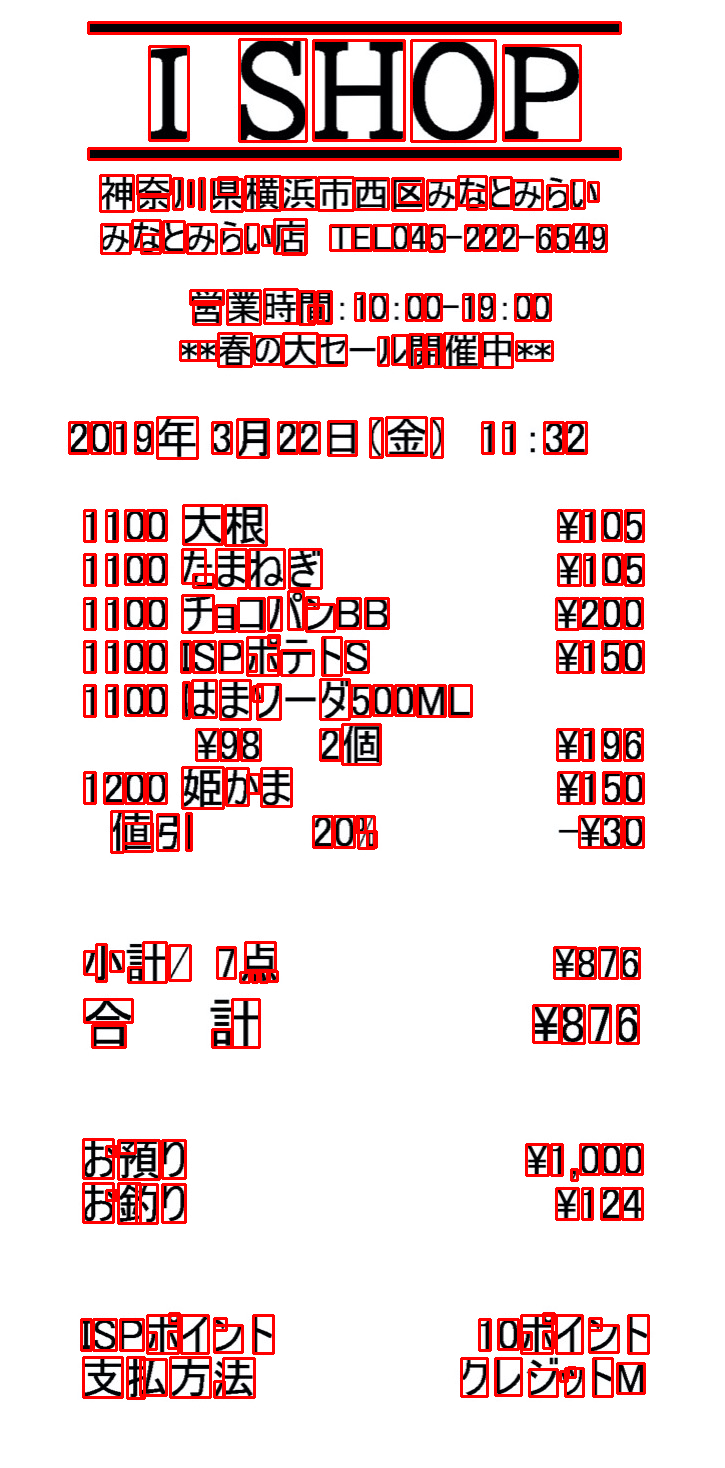 I SHOP
神奈川県横浜市西区みなとみらい
みなとみらい店 TEL045-222-6549
営業時間:10:00-19:00
**春の大セール開催中**
2019年 3月22日(金) 11:32
1100 大根 ¥105
1100 たまねぎ ¥105
1100 チョコパンBB ¥200
1100 ISPポテトS ¥150
1100 はまソーダ500ML
¥98 2個 ¥196
1200 姫かま ¥150
値引 20% -¥30
小計/ 7点 ¥876
合 計 ¥876
お預り ¥1,000
お釣り ¥124
ISPポイント 10ポイント
支払方法 クレジットM